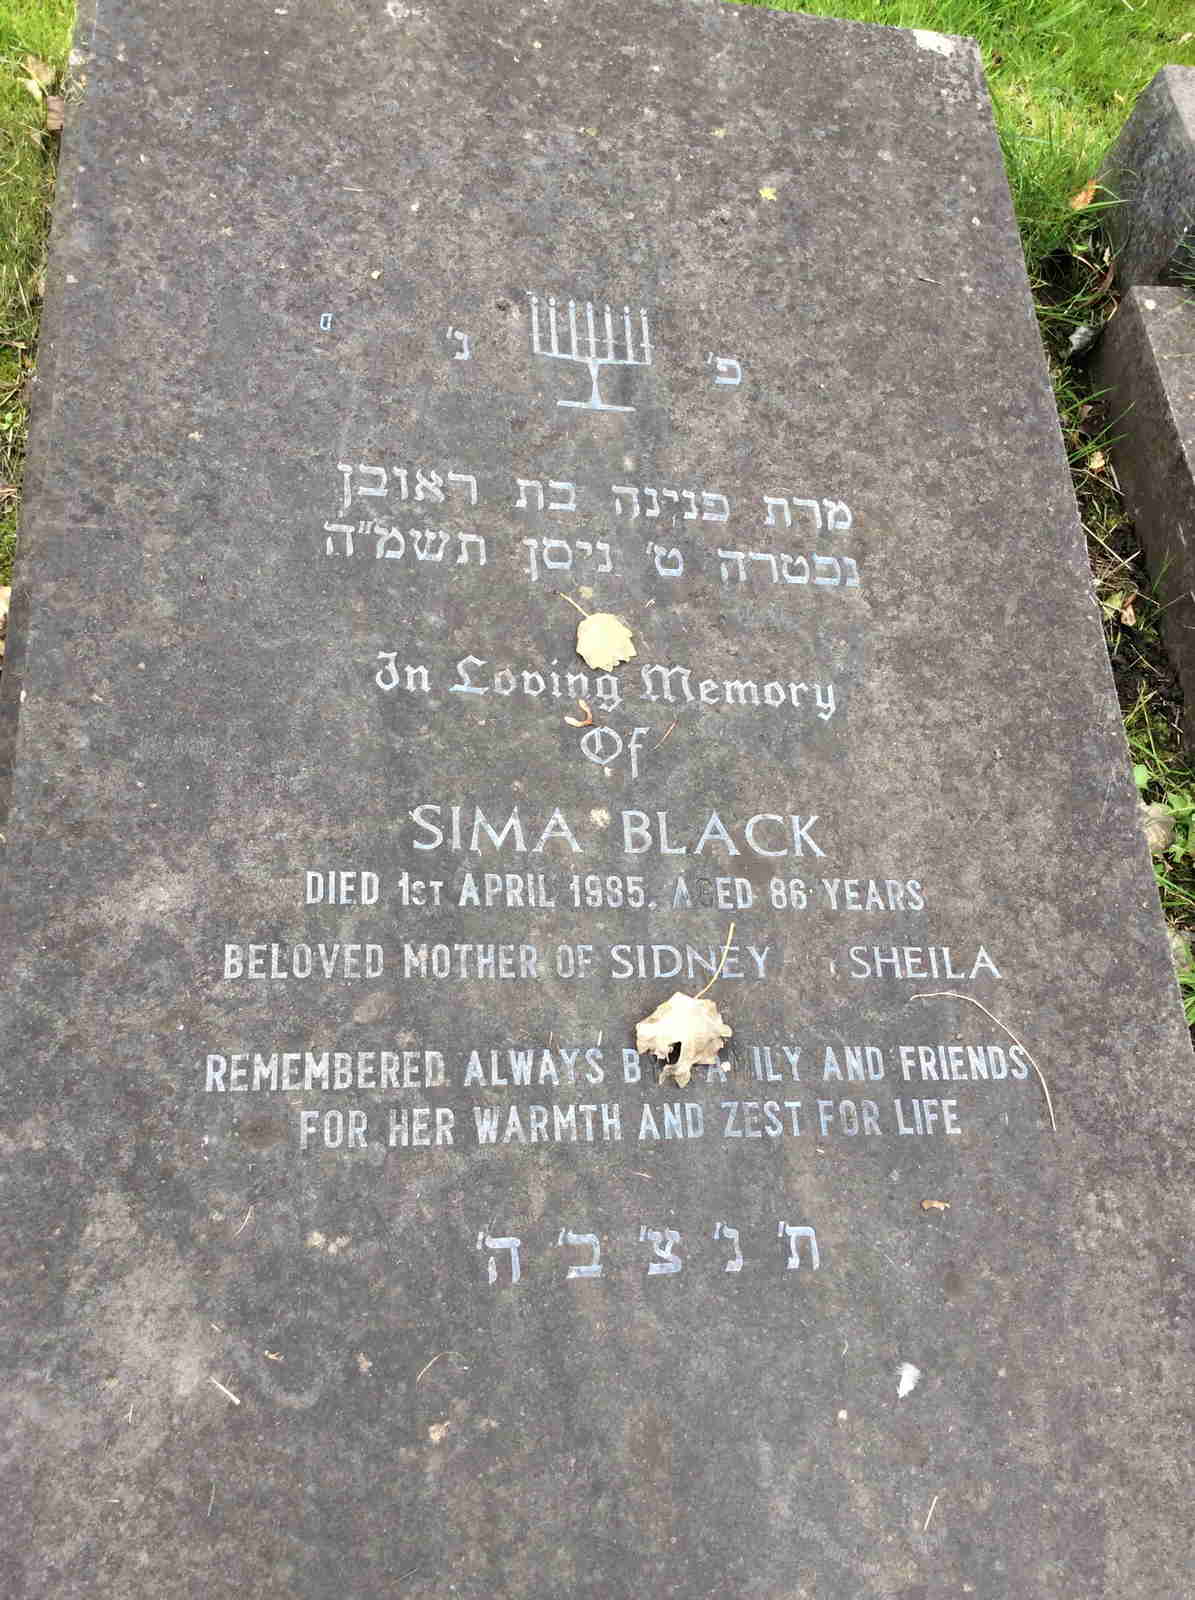 פ' נ'
מרת פנינה בת ראובן
נפטרה ט' ניסן תשמ"ה
In Loving Memory
Of
SIMA BLACK
DIED 1ST APRIL 1985. AGED 86 YEARS
BELOVED MOTHER OF SIDNEY SHEILA
REMEMBERED ALWAYS BY FAMILY AND FRIENDS
FOR HER WARMTH AND ZEST FOR LIFE
ת' נ' צ' ב' ה'